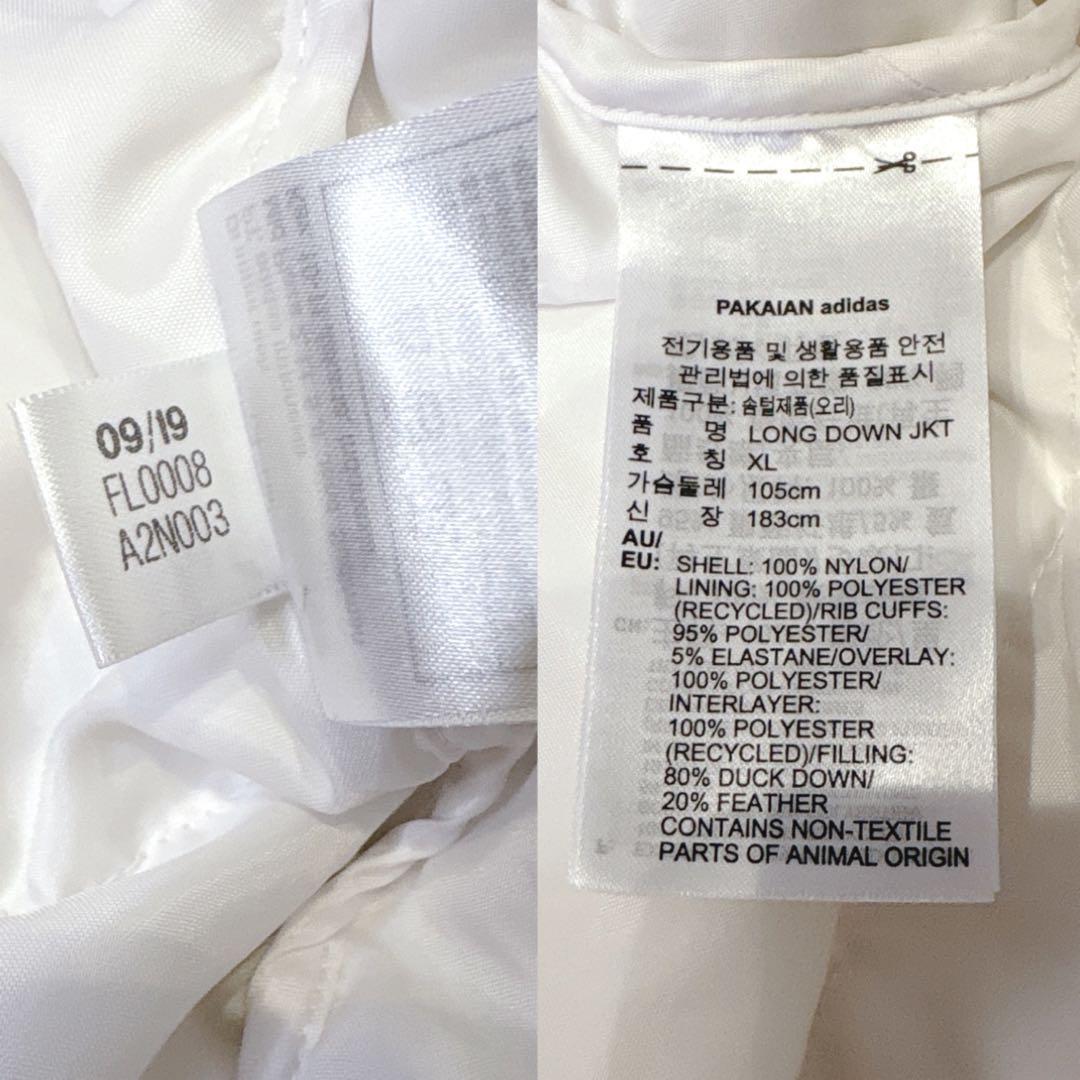 09/19
FL0008
A2N003
PAKAIAN adidas
전기용품 및 생활용품 안전
관리법에 의한 품질표시
제품구분: 솜털제품(오리)
품 명 LONG DOWN JKT
호 칭 XL
가슴둘레 105cm
신 장 183cm
AU/
EU: SHELL: 100% NYLON/
LINING: 100% POLYESTER
(RECYCLED)/RIB CUFFS:
95% POLYESTER/
5% ELASTANE/OVERLAY:
100% POLYESTER/
INTERLAYER:
100% POLYESTER
(RECYCLED)/FILLING:
80% DUCK DOWN/
20% FEATHER
CONTAINS NON-TEXTILE
PARTS OF ANIMAL ORIGIN